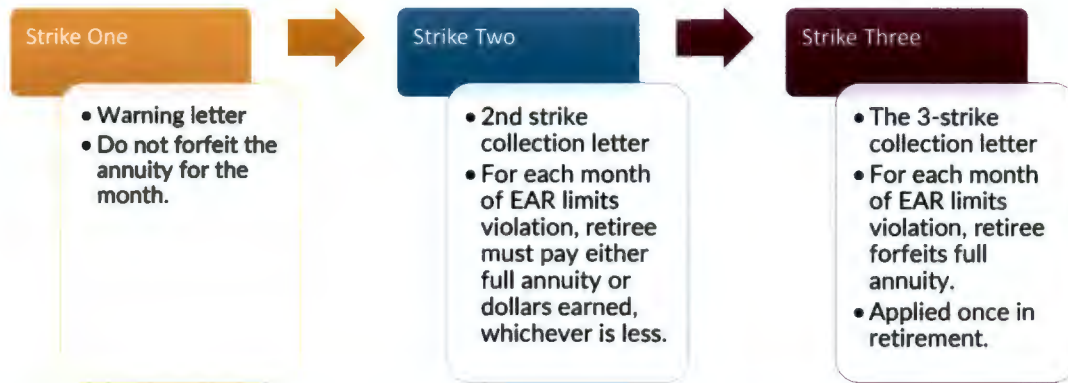 Strike One
• Warning letter
• Do not forfeit the
annuity for the
month.
Strike Two
• 2nd strike
collection letter
• For each month
of EAR limits
violation, retiree
must pay either
full annuity or
dollars earned,
whichever is less.
Strike Three
• The 3-strike
collection letter
• For each month
of EAR limits
violation, retiree
forfeits full
annuity.
• Applied once in
retirement.